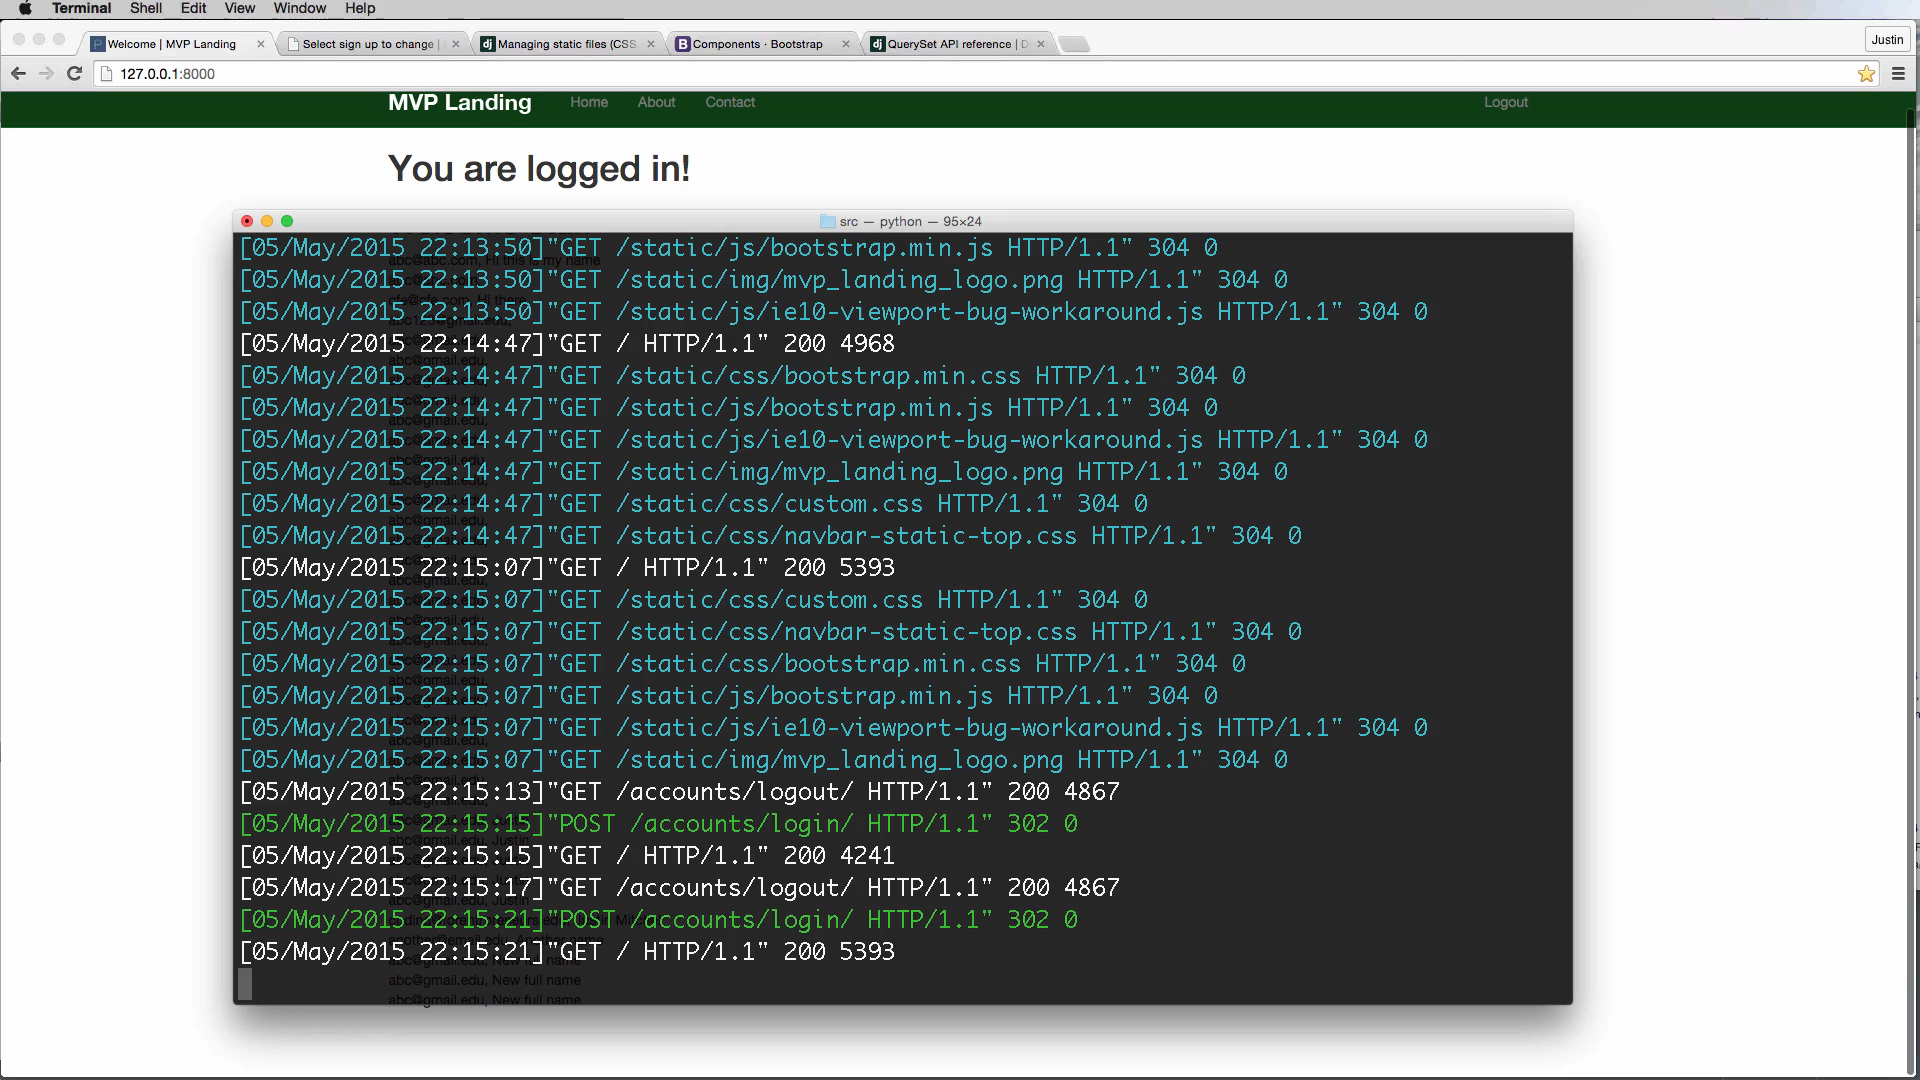 Terminal Shell Edit View Window Help
Welcome | MVP Landing
Select sign up to change |
Managing static files (CSS,
Components · Bootstrap
QuerySet API reference | D
Justin
127.0.0.1:8000
MVP Landing Home About Contact Logout
You are logged in!
src — python — 95×24
[05/May/2015 22:13:50]"GET /static/js/bootstrap.min.js HTTP/1.1" 304 0
[05/May/2015 22:13:50]"GET /static/img/mvp_landing_logo.png HTTP/1.1" 304 0
[05/May/2015 22:13:50]"GET /static/js/ie10-viewport-bug-workaround.js HTTP/1.1" 304 0
[05/May/2015 22:14:47]"GET / HTTP/1.1" 200 4968
[05/May/2015 22:14:47]"GET /static/css/bootstrap.min.css HTTP/1.1" 304 0
[05/May/2015 22:14:47]"GET /static/js/bootstrap.min.js HTTP/1.1" 304 0
[05/May/2015 22:14:47]"GET /static/js/ie10-viewport-bug-workaround.js HTTP/1.1" 304 0
[05/May/2015 22:14:47]"GET /static/img/mvp_landing_logo.png HTTP/1.1" 304 0
[05/May/2015 22:14:47]"GET /static/css/custom.css HTTP/1.1" 304 0
[05/May/2015 22:14:47]"GET /static/css/navbar-static-top.css HTTP/1.1" 304 0
[05/May/2015 22:15:07]"GET / HTTP/1.1" 200 5393
[05/May/2015 22:15:07]"GET /static/css/custom.css HTTP/1.1" 304 0
[05/May/2015 22:15:07]"GET /static/css/navbar-static-top.css HTTP/1.1" 304 0
[05/May/2015 22:15:07]"GET /static/css/bootstrap.min.css HTTP/1.1" 304 0
[05/May/2015 22:15:07]"GET /static/js/bootstrap.min.js HTTP/1.1" 304 0
[05/May/2015 22:15:07]"GET /static/js/ie10-viewport-bug-workaround.js HTTP/1.1" 304 0
[05/May/2015 22:15:07]"GET /static/img/mvp_landing_logo.png HTTP/1.1" 304 0
[05/May/2015 22:15:13]"GET /accounts/logout/ HTTP/1.1" 200 4867
[05/May/2015 22:15:15]"POST /accounts/login/ HTTP/1.1" 302 0
[05/May/2015 22:15:15]"GET / HTTP/1.1" 200 4241
[05/May/2015 22:15:17]"GET /accounts/logout/ HTTP/1.1" 200 4867
[05/May/2015 22:15:21]"POST /accounts/login/ HTTP/1.1" 302 0
[05/May/2015 22:15:21]"GET / HTTP/1.1" 200 5393
abc@gmail.edu, New full name
abc@gmail.edu, New full name